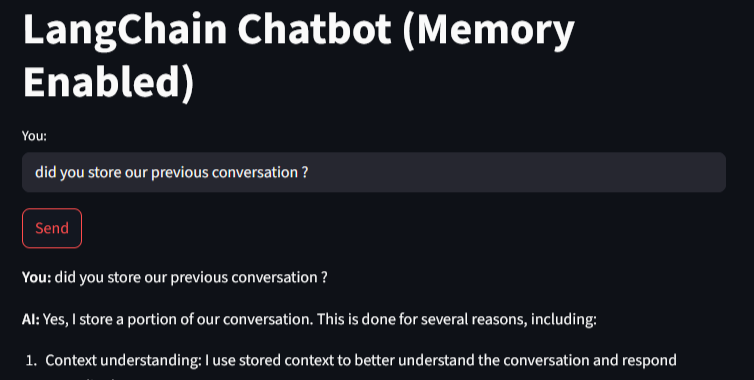 LangChain Chatbot (Memory
Enabled)
You:
did you store our previous conversation ?
Send
You: did you store our previous conversation ?
AI: Yes, I store a portion of our conversation. This is done for several reasons, including:
1. Context understanding: I use stored context to better understand the conversation and respond